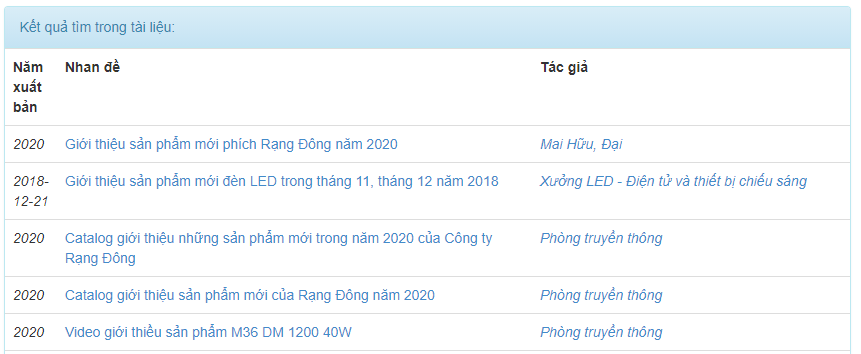 Kết quả tìm trong tài liệu:
Năm xuất bản Nhan đề Tác giả
2020 Giới thiệu sản phẩm mới phích Rạng Đông năm 2020 Mai Hữu, Đại
2018-12-21 Giới thiệu sản phẩm mới đèn LED trong tháng 11, tháng 12 năm 2018 Xưởng LED - Điện tử và thiết bị chiếu sáng
2020 Catalog giới thiệu những sản phẩm mới trong năm 2020 của Công ty Rạng Đông Phòng truyền thông
2020 Catalog giới thiệu sản phẩm mới của Rạng Đông năm 2020 Phòng truyền thông
2020 Video giới thiều sản phẩm M36 DM 1200 40W Phòng truyền thông